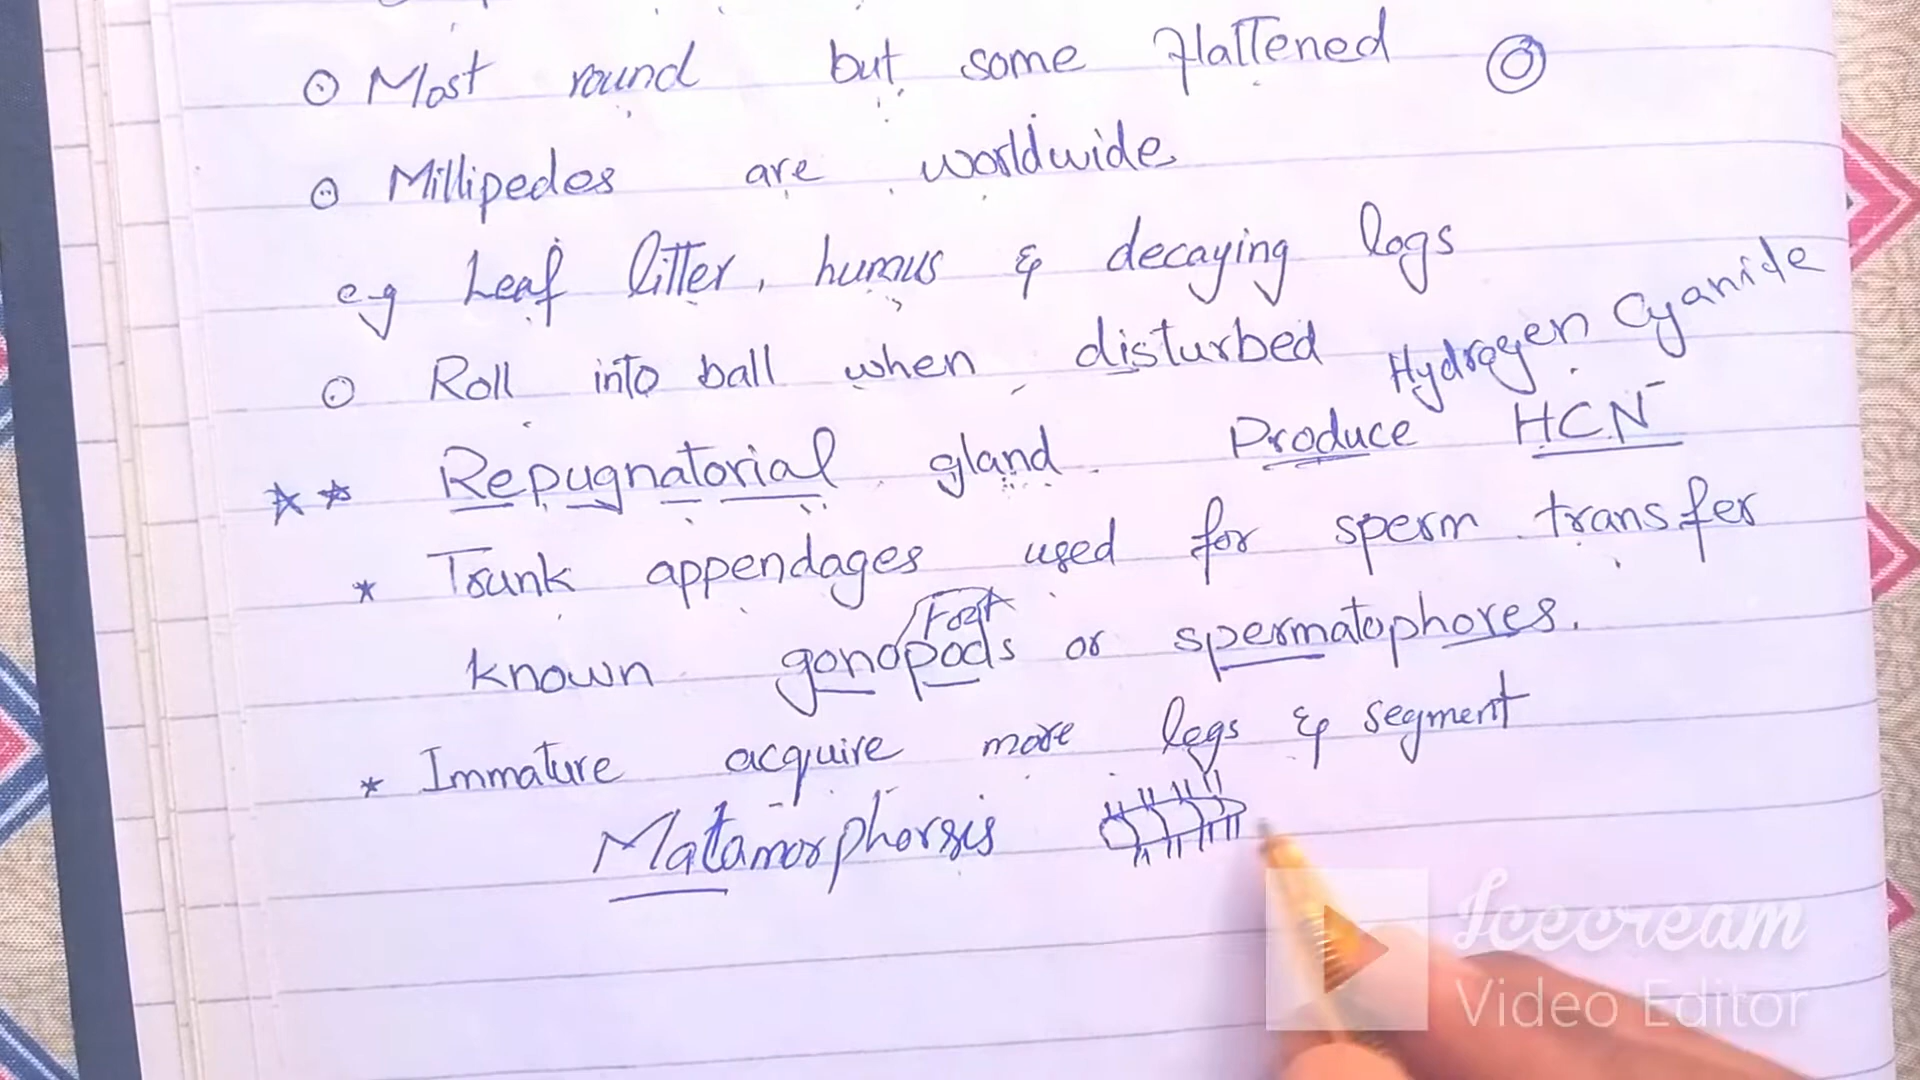 Most round but some flattened
Millipedes are worldwide
e.g Leaf litter, humus & decaying logs
Roll into ball when disturbed Hydrogen Cyanide
Repugnatorial gland. Produce HCN⁻
Trunk appendages used for sperm transfer
Foot
known gonopods or spermatophores.
Immature acquire more legs & segment
Matamorphorsis
Icecream
Video Editor